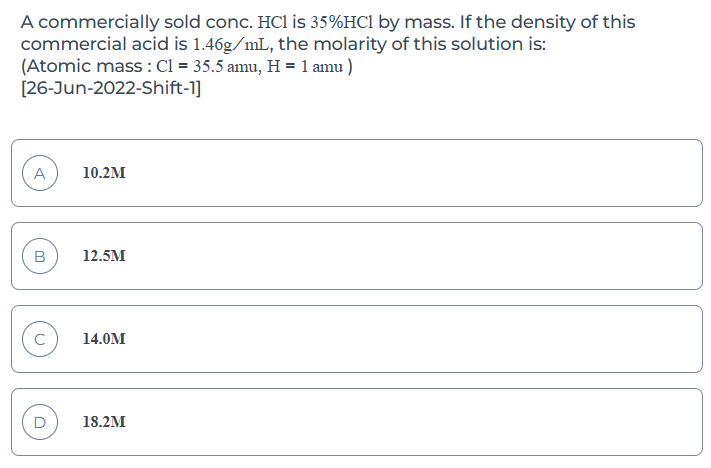 A commercially sold conc. HCl is 35%HCl by mass. If the density of this
commercial acid is 1.46g/mL, the molarity of this solution is:
(Atomic mass : Cl = 35.5 amu, H = 1 amu )
[26-Jun-2022-Shift-1]
A 10.2M
B 12.5M
C 14.0M
D 18.2M